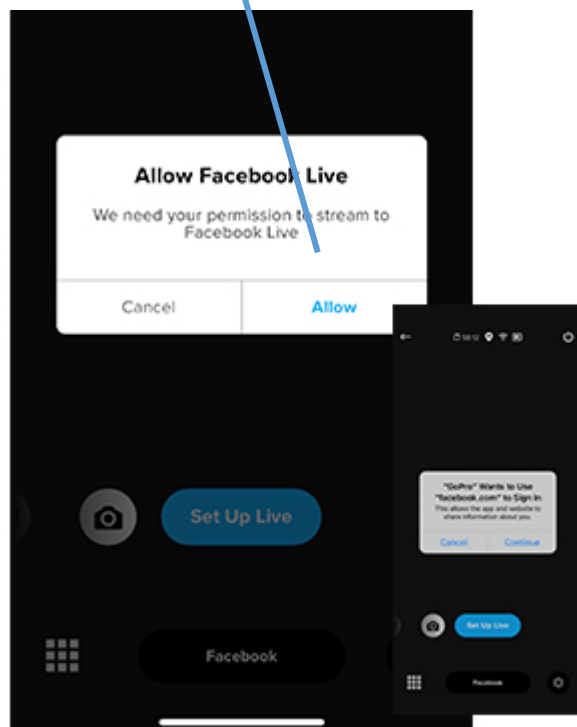 Allow Facebook Live
We need your permission to stream to
Facebook Live
Cancel
Allow
Set Up Live
Facebook
"GoPro" Wants to Use
"facebook.com" to Sign In
This allows the app and website to
share information about you.
Cancel
Continue
Set Up Live
Facebook